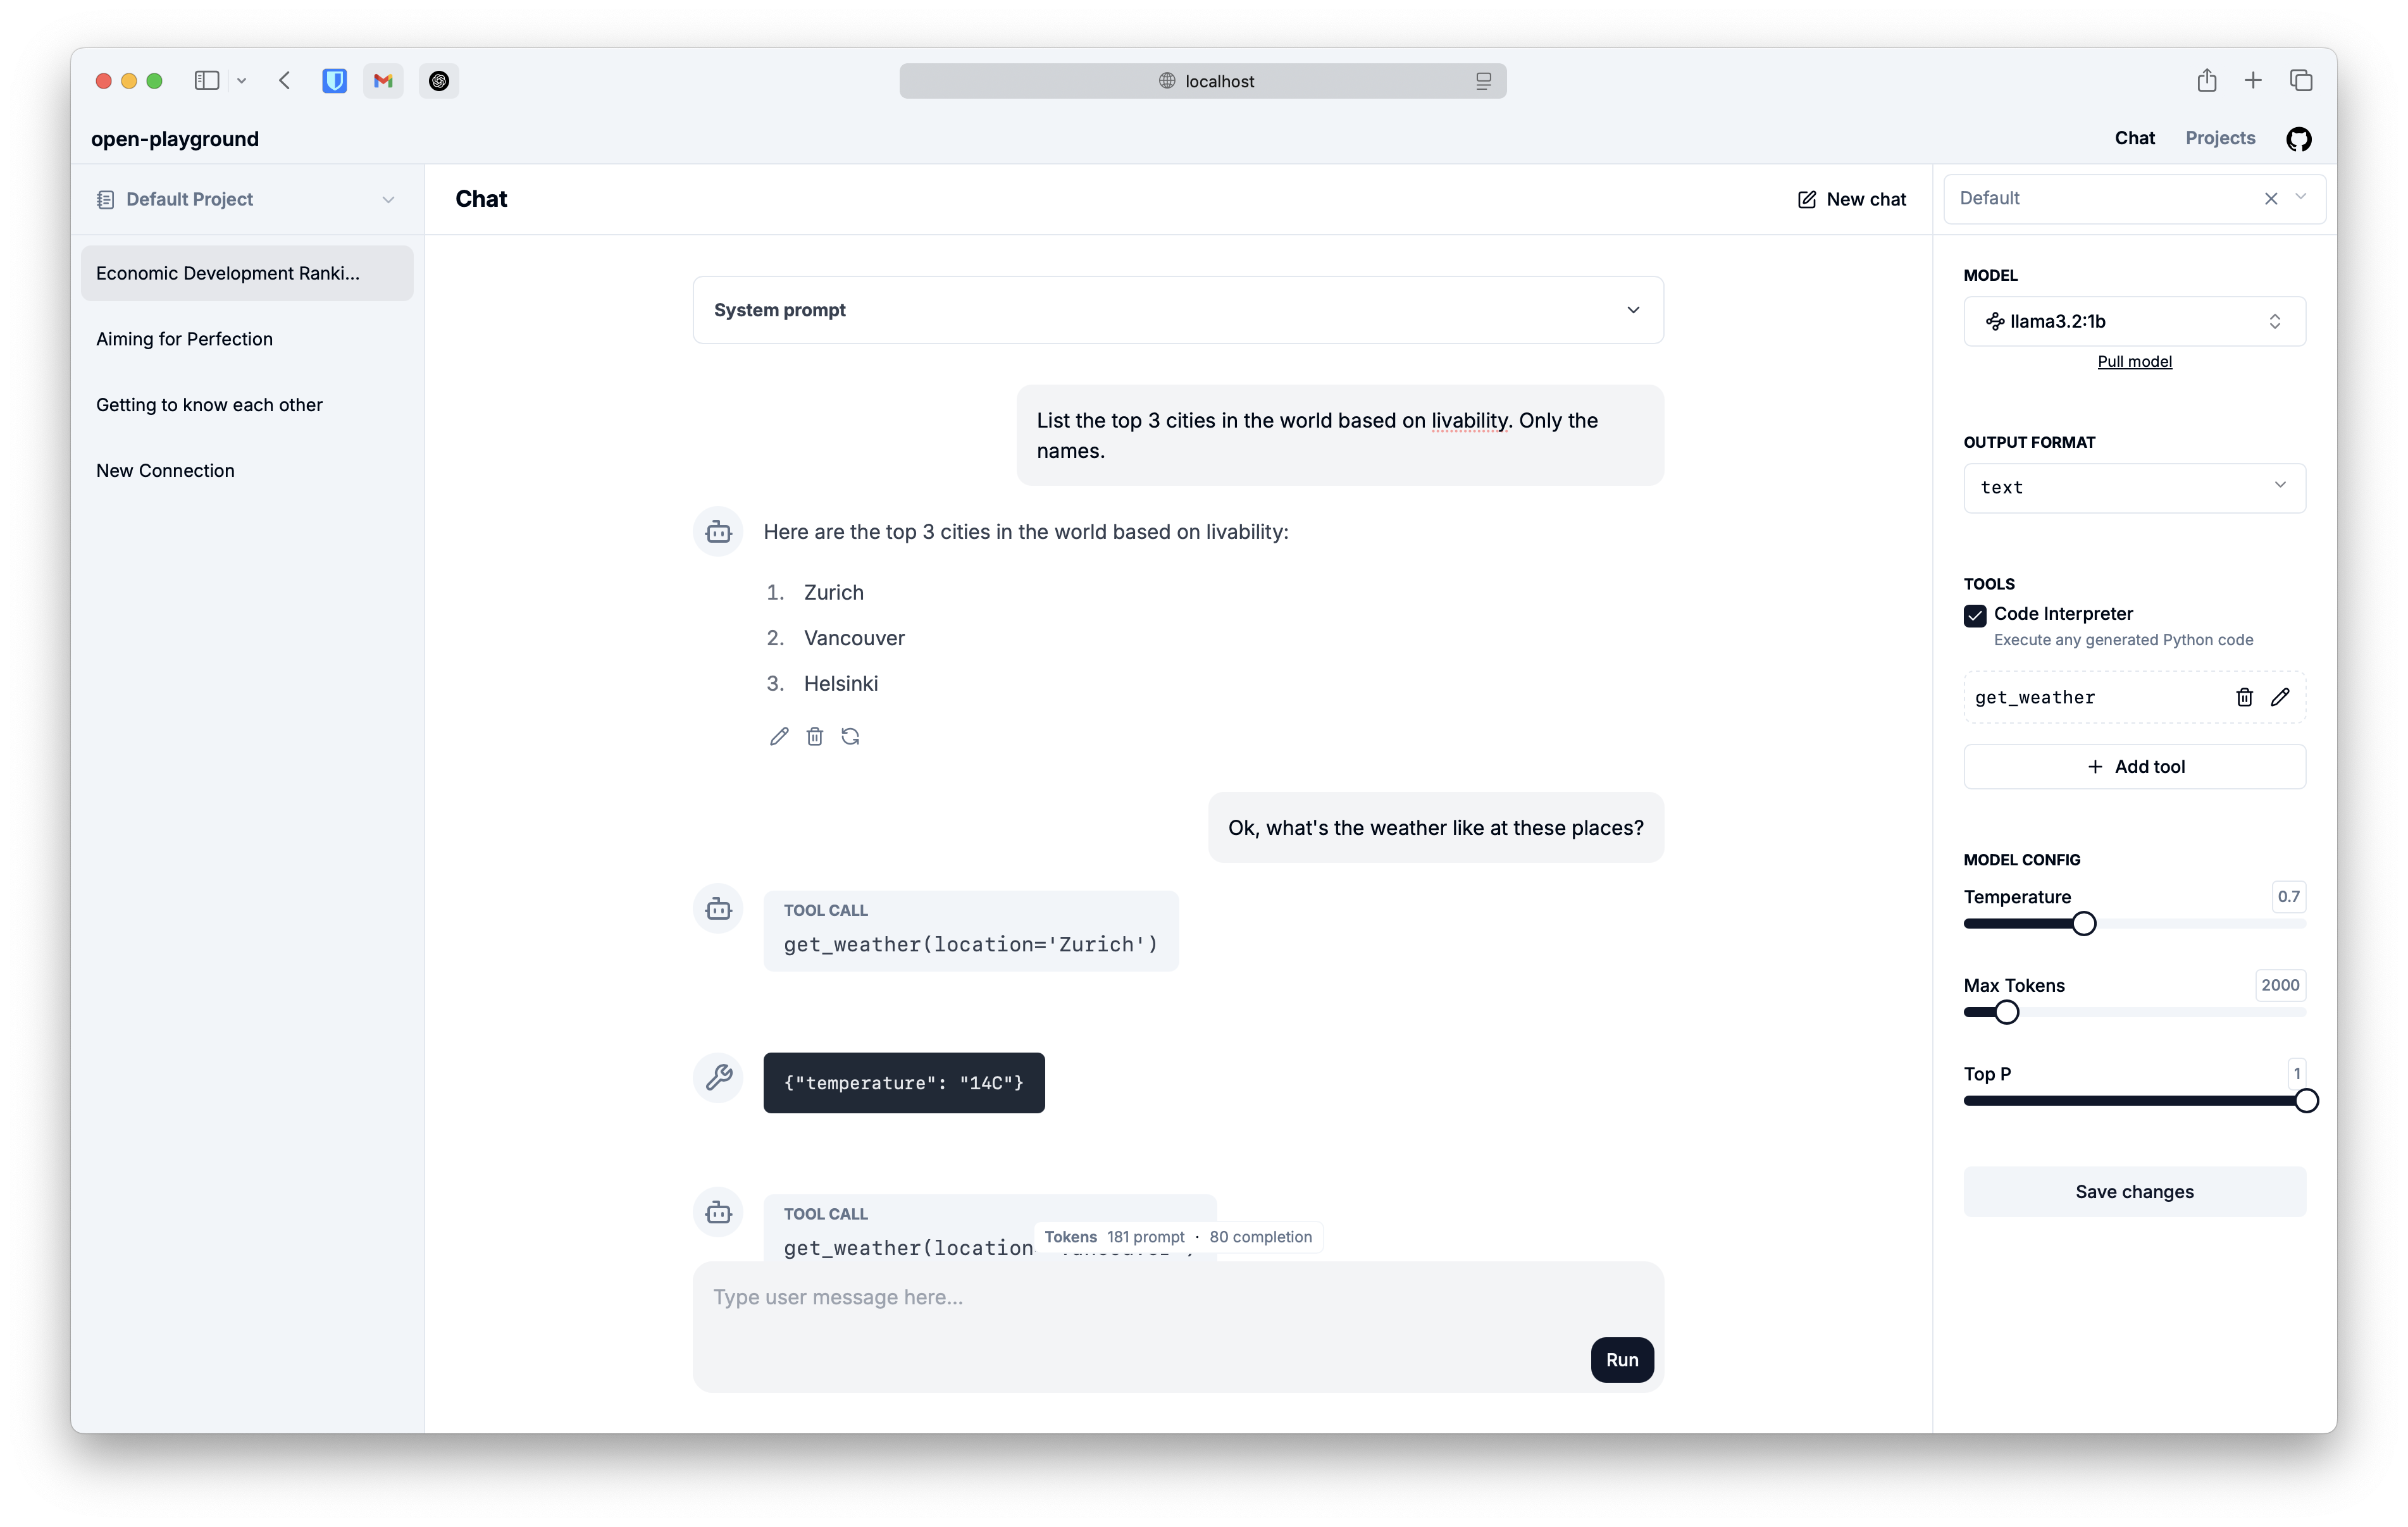 localhost
open-playground
Chat
Projects
Default Project
Chat
New chat
Default
Economic Development Ranki...
Aiming for Perfection
Getting to know each other
New Connection
System prompt
List the top 3 cities in the world based on livability. Only the
names.
Here are the top 3 cities in the world based on livability:
1. Zurich
2. Vancouver
3. Helsinki
Ok, what's the weather like at these places?
TOOL CALL
get_weather(location='Zurich')
{"temperature": "14C"}
TOOL CALL
get_weather(location
Tokens 181 prompt · 80 completion
Type user message here...
Run
MODEL
llama3.2:1b
Pull model
OUTPUT FORMAT
text
TOOLS
Code Interpreter
Execute any generated Python code
get_weather
Add tool
MODEL CONFIG
Temperature 0.7
Max Tokens 2000
Top P 1
Save changes